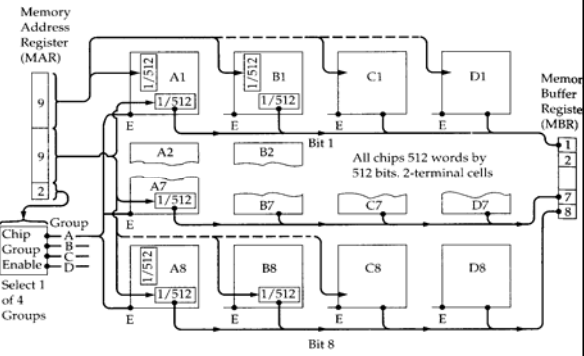 Memory
Address
Register
(MAR)
9
9
2
1/512
A1
1/512
E
1/512
B1
1/512
E
C1
E
D1
E
Bit 1
Memor
Buffer
Registe
(MBR)
1
2
7
8
A2
B2
All chips 512 words by
512 bits. 2-terminal cells
A7
1/512
E
B7
C7
D7
Chip
Group
Enable
Group
A
B
C
D
Select 1
of 4
Groups
1/512
A8
1/512
E
B8
1/512
E
C8
E
D8
E
Bit 8